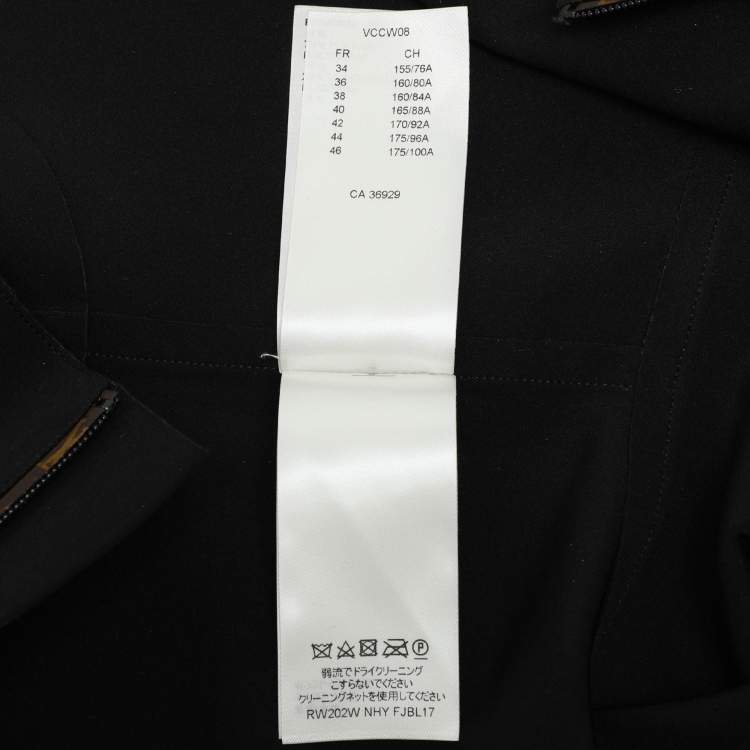 VCCW08
FR CH
34 155/76A
36 160/80A
38 160/84A
40 165/88A
42 170/92A
44 175/96A
46 175/100A
CA 36929
P
弱流でドライクリーニング
こすらないでください
クリーニングネットを使用してください
RW202W NHY FJBL17